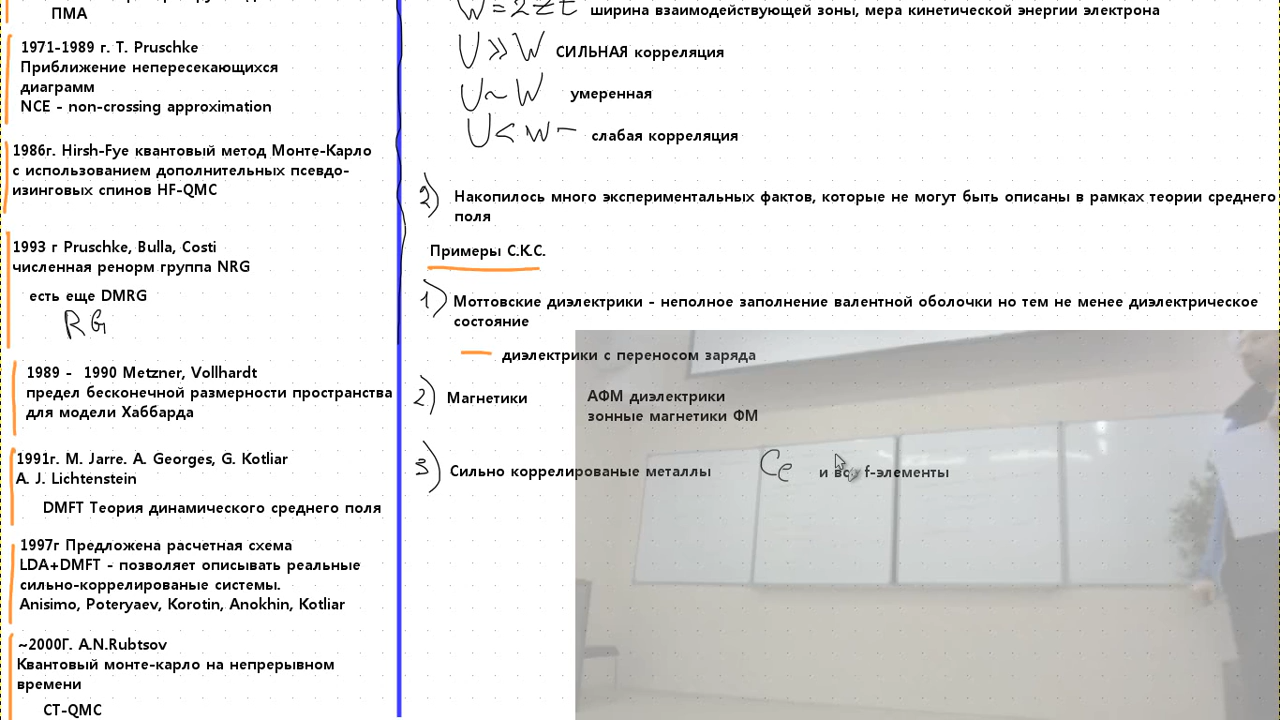 ПМА
1971-1989 г. T. Pruschke
Приближение непересекающихся
диаграмм
NCE - non-crossing approximation
1986г. Hirsh-Fye квантовый метод Монте-Карло
с использованием дополнительных псевдо-
изинговых спинов HF-QMC
1993 г Pruschke, Bulla, Costi
численная ренорм группа NRG
есть еще DMRG
RG
1989 - 1990 Metzner, Vollhardt
предел бесконечной размерности пространства
для модели Хаббарда
1991г. M. Jarre. A. Georges, G. Kotliar
A. J. Lichtenstein
DMFT Теория динамического среднего поля
1997г Предложена расчетная схема
LDA+DMFT - позволяет описывать реальные
сильно-коррелированые системы.
Anisimo, Poteryaev, Korotin, Anokhin, Kotliar
~2000Г. A.N.Rubtsov
Квантовый монте-карло на непрерывном
времени
CT-QMC
W = 2zt ширина взаимодействующей зоны, мера кинетической энергии электрона
U >> W СИЛЬНАЯ корреляция
U ~ W умеренная
U < W - слабая корреляция
2) Накопилось много экспериментальных фактов, которые не могут быть описаны в рамках теории среднего
поля
Примеры С.К.С.
1) Моттовские диэлектрики - неполное заполнение валентной оболочки но тем не менее диэлектрическое
состояние
диэлектрики с переносом заряда
2) Магнетики АФМ диэлектрики
зонные магнетики ФМ
3) Сильно коррелированые металлы Ce и все f-элементы